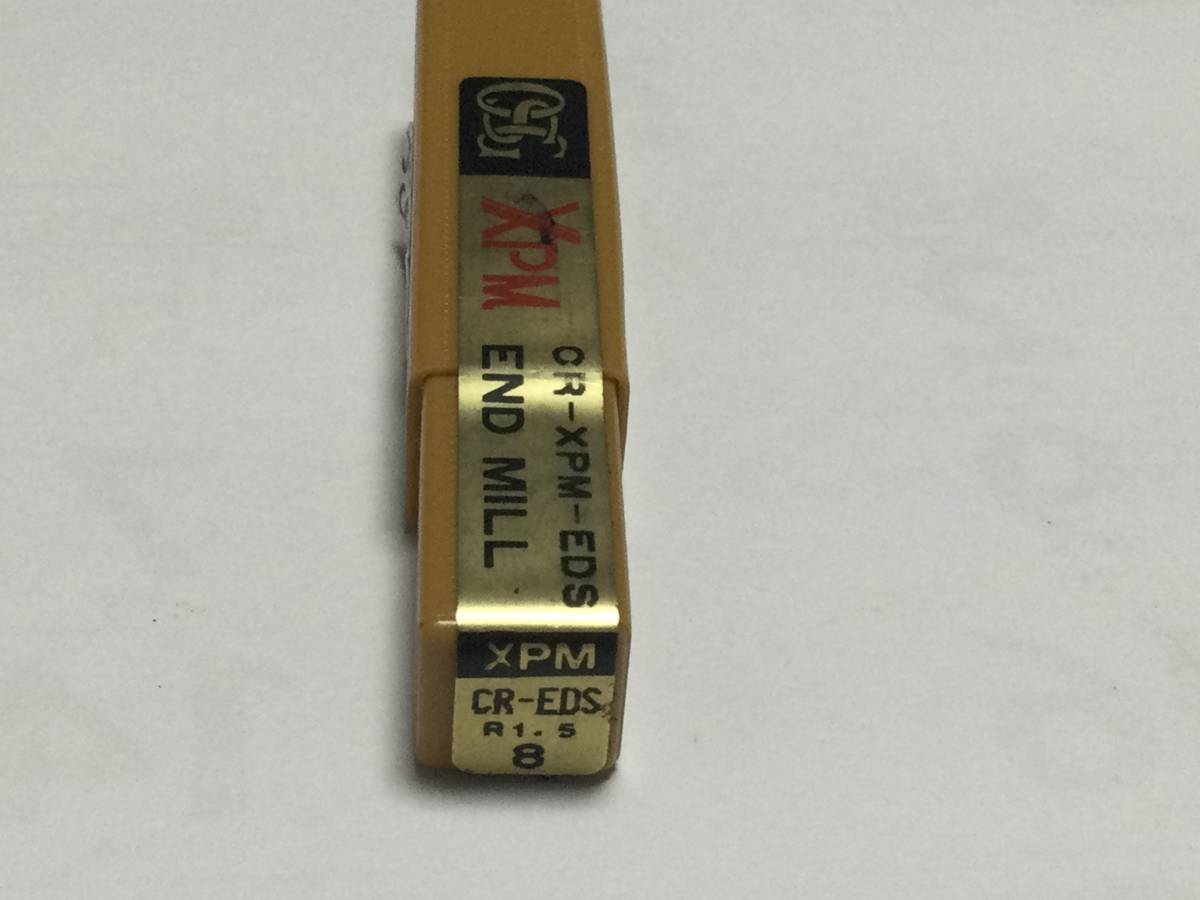 OSG
XPM
CR-XPM-EDS
END MILL
XPM
CR-EDS
R1.5
8